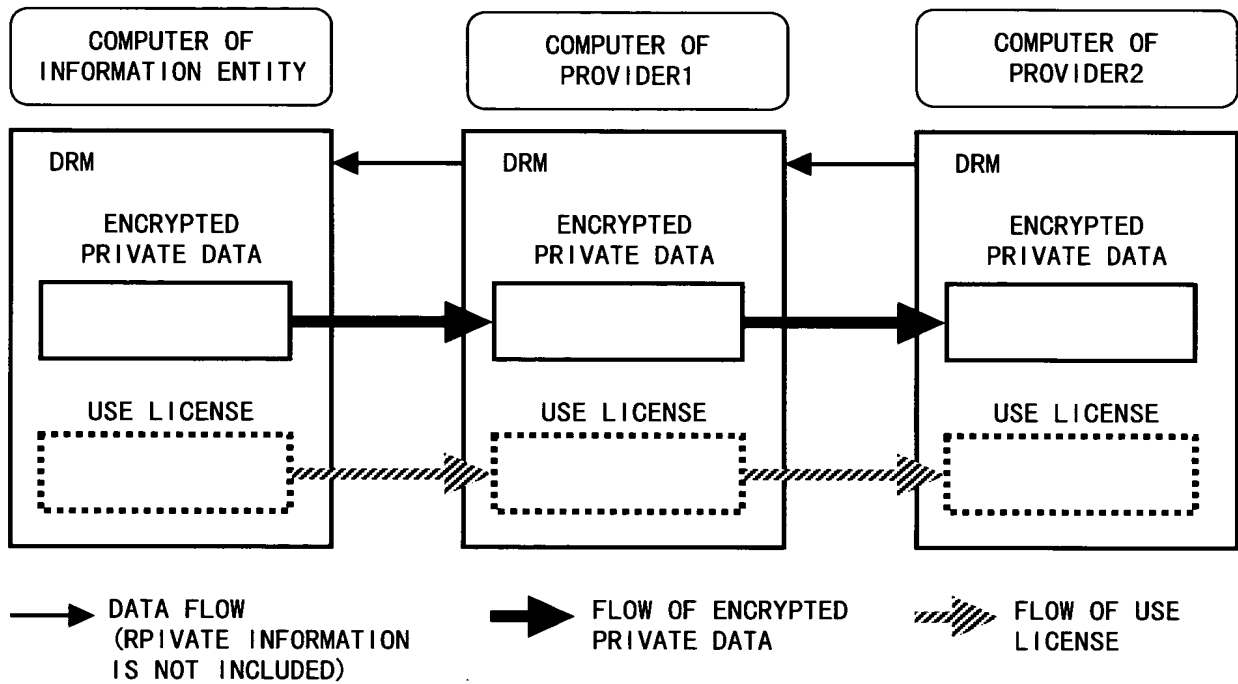 COMPUTER OF
INFORMATION ENTITY
COMPUTER OF
PROVIDER1
COMPUTER OF
PROVIDER2
DRM
ENCRYPTED
PRIVATE DATA
USE LICENSE
DRM
ENCRYPTED
PRIVATE DATA
USE LICENSE
DRM
ENCRYPTED
PRIVATE DATA
USE LICENSE
DATA FLOW
(RPIVATE INFORMATION
IS NOT INCLUDED)
FLOW OF ENCRYPTED
PRIVATE DATA
FLOW OF USE
LICENSE